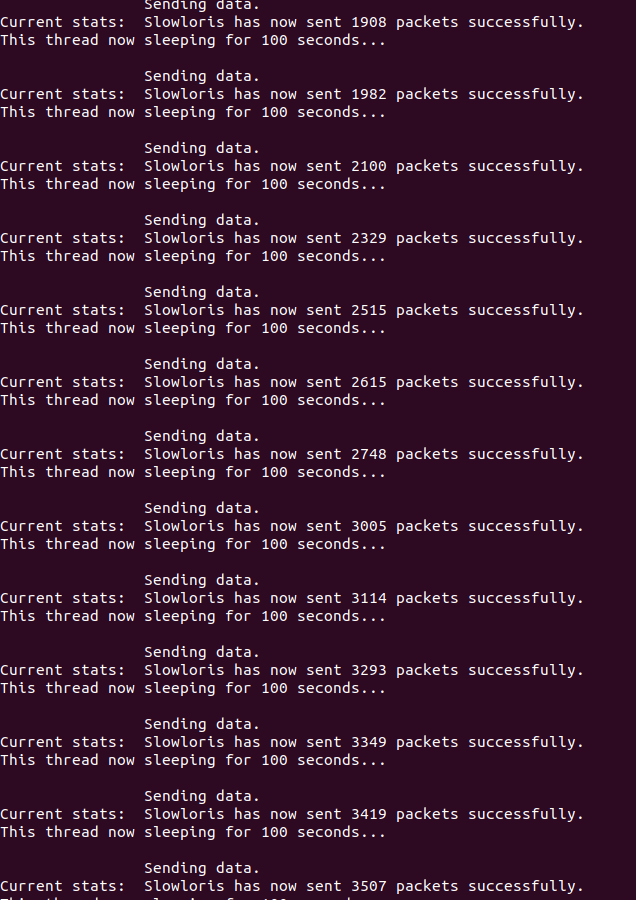 Sending data.
Current stats:  Slowloris has now sent 1908 packets successfully.
This thread now sleeping for 100 seconds...
Sending data.
Current stats:  Slowloris has now sent 1982 packets successfully.
This thread now sleeping for 100 seconds...
Sending data.
Current stats:  Slowloris has now sent 2100 packets successfully.
This thread now sleeping for 100 seconds...
Sending data.
Current stats:  Slowloris has now sent 2329 packets successfully.
This thread now sleeping for 100 seconds...
Sending data.
Current stats:  Slowloris has now sent 2515 packets successfully.
This thread now sleeping for 100 seconds...
Sending data.
Current stats:  Slowloris has now sent 2615 packets successfully.
This thread now sleeping for 100 seconds...
Sending data.
Current stats:  Slowloris has now sent 2748 packets successfully.
This thread now sleeping for 100 seconds...
Sending data.
Current stats:  Slowloris has now sent 3005 packets successfully.
This thread now sleeping for 100 seconds...
Sending data.
Current stats:  Slowloris has now sent 3114 packets successfully.
This thread now sleeping for 100 seconds...
Sending data.
Current stats:  Slowloris has now sent 3293 packets successfully.
This thread now sleeping for 100 seconds...
Sending data.
Current stats:  Slowloris has now sent 3349 packets successfully.
This thread now sleeping for 100 seconds...
Sending data.
Current stats:  Slowloris has now sent 3419 packets successfully.
This thread now sleeping for 100 seconds...
Sending data.
Current stats:  Slowloris has now sent 3507 packets successfully.